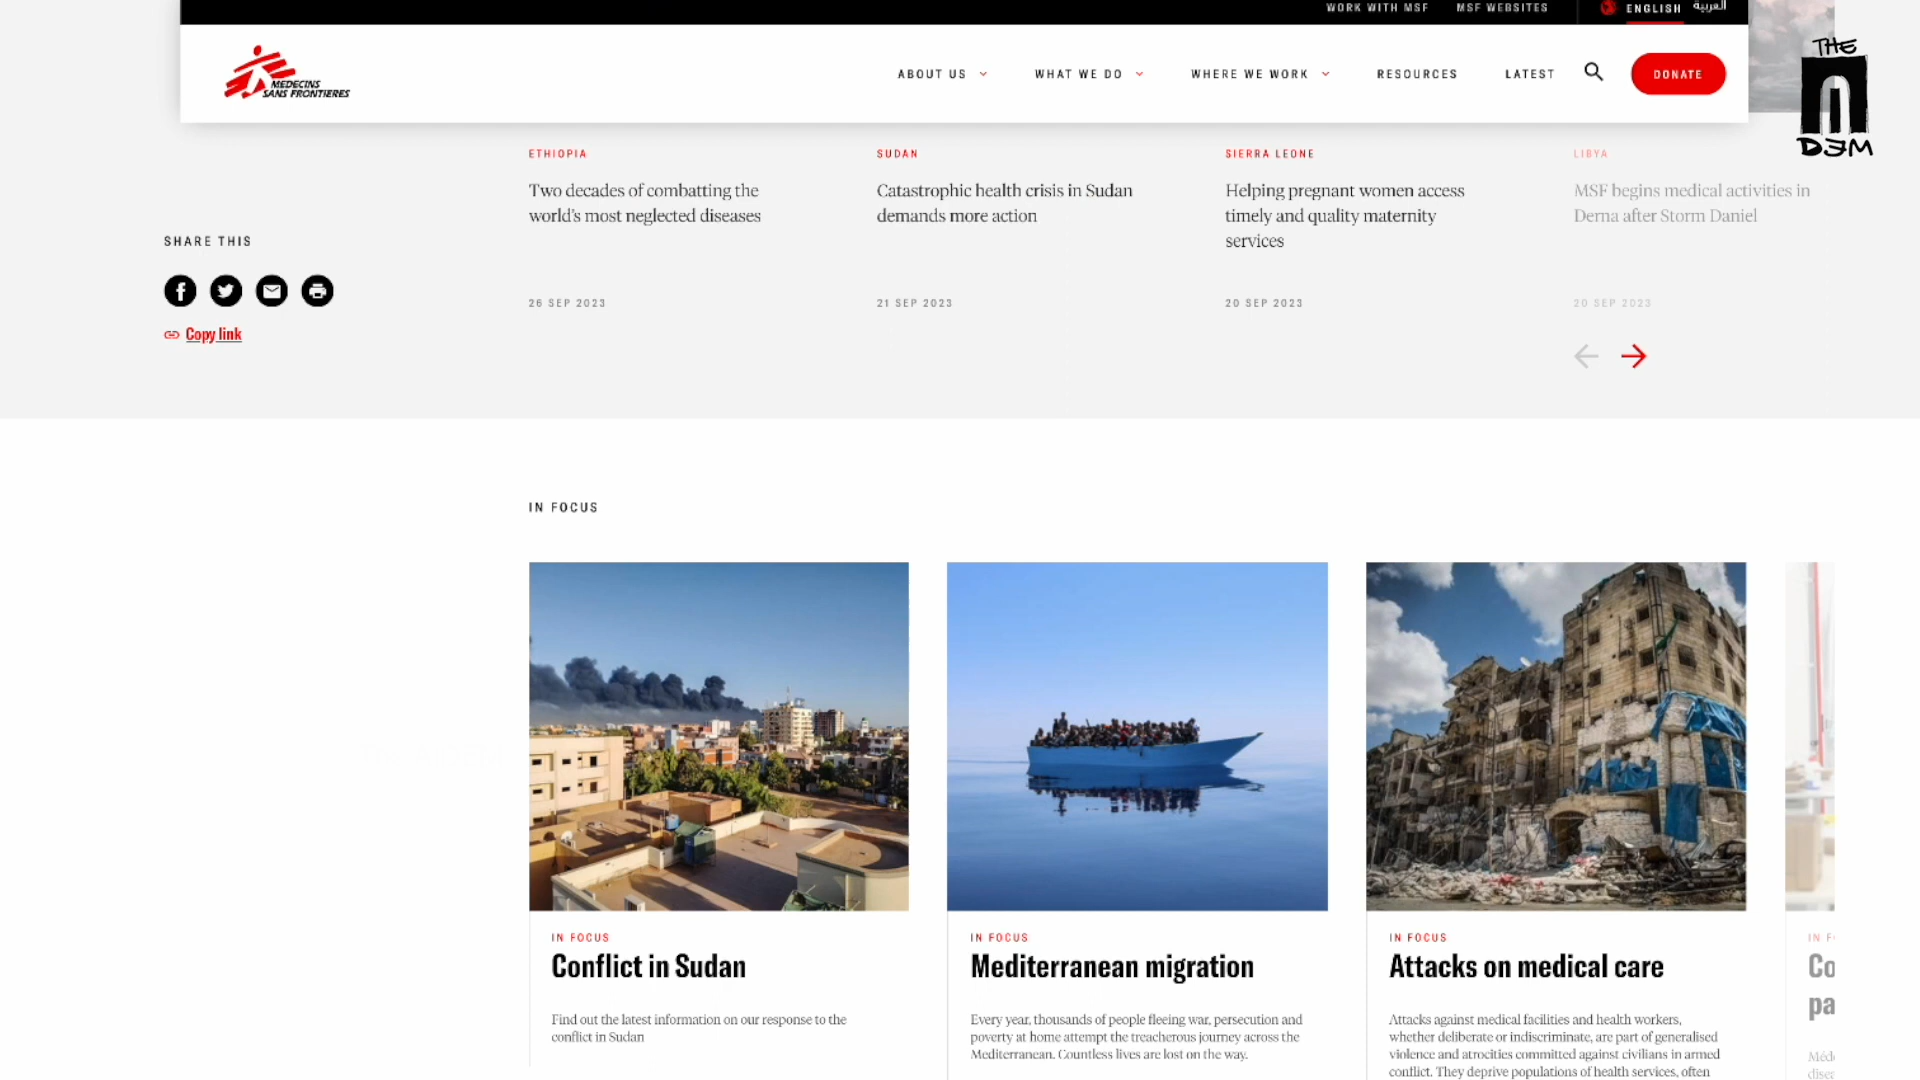 WORK WITH MSF
MSF WEBSITES
ENGLISH
العربية
MEDECINS
SANS FRONTIERES
ABOUT US
WHAT WE DO
WHERE WE WORK
RESOURCES
LATEST
DONATE
THE
DEM
SHARE THIS
Copy link
ETHIOPIA
Two decades of combatting the
world's most neglected diseases
26 SEP 2023
SUDAN
Catastrophic health crisis in Sudan
demands more action
21 SEP 2023
SIERRA LEONE
Helping pregnant women access
timely and quality maternity
services
20 SEP 2023
LIBYA
MSF begins medical activities in
Derna after Storm Daniel
20 SEP 2023
IN FOCUS
IN FOCUS
Conflict in Sudan
Find out the latest information on our response to the
conflict in Sudan
IN FOCUS
Mediterranean migration
Every year, thousands of people fleeing war, persecution and
poverty at home attempt the treacherous journey across the
Mediterranean. Countless lives are lost on the way.
IN FOCUS
Attacks on medical care
Attacks against medical facilities and health workers,
whether deliberate or indiscriminate, are part of generalised
violence and atrocities committed against civilians in armed
conflict. They deprive populations of health services, often
IN F
Co
pa
Méd
disea